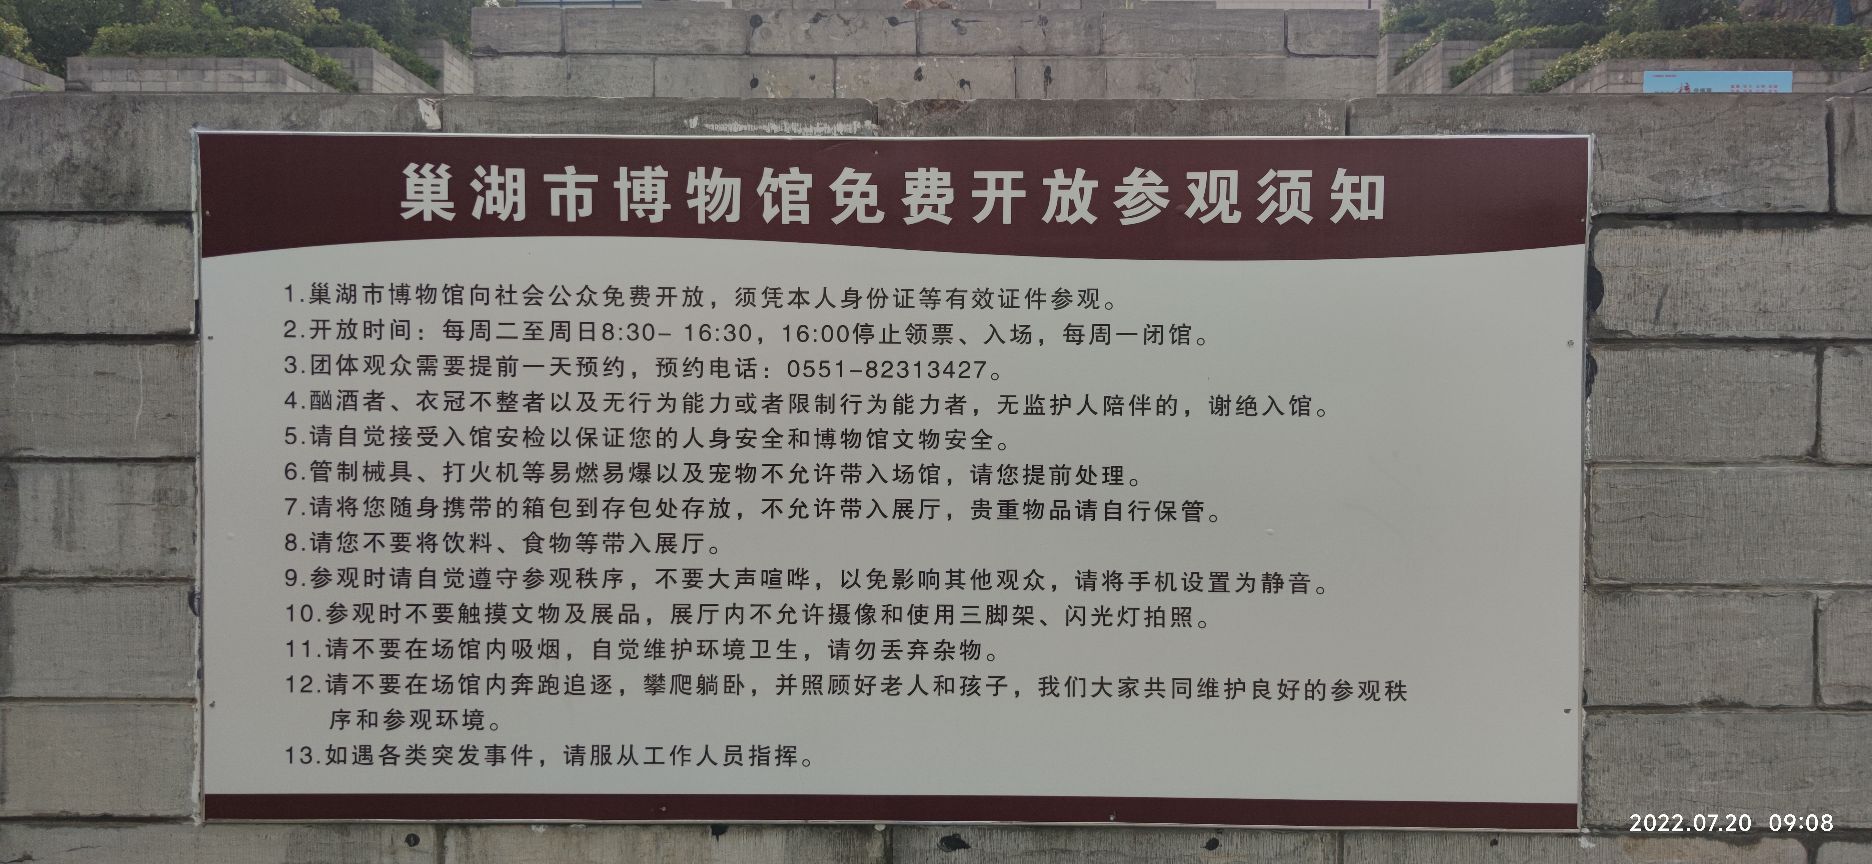 巢湖市博物馆免费开放参观须知
1.巢湖市博物馆向社会公众免费开放，须凭本人身份证等有效证件参观。
2.开放时间：每周二至周日8:30- 16:30，16:00停止领票、入场，每周一闭馆。
3.团体观众需要提前一天预约，预约电话：0551-82313427。
4.酗酒者、衣冠不整者以及无行为能力或者限制行为能力者，无监护人陪伴的，谢绝入馆。
5.请自觉接受入馆安检以保证您的人身安全和博物馆文物安全。
6.管制械具、打火机等易燃易爆以及宠物不允许带入场馆，请您提前处理。
7.请将您随身携带的箱包到存包处存放，不允许带入展厅，贵重物品请自行保管。
8.请您不要将饮料、食物等带入展厅。
9.参观时请自觉遵守参观秩序，不要大声喧哗，以免影响其他观众，请将手机设置为静音。
10.参观时不要触摸文物及展品，展厅内不允许摄像和使用三脚架、闪光灯拍照。
11.请不要在场馆内吸烟，自觉维护环境卫生，请勿丢弃杂物。
12.请不要在场馆内奔跑追逐，攀爬躺卧，并照顾好老人和孩子，我们大家共同维护良好的参观秩
序和参观环境。
13.如遇各类突发事件，请服从工作人员指挥。
2022.07.20 09:08